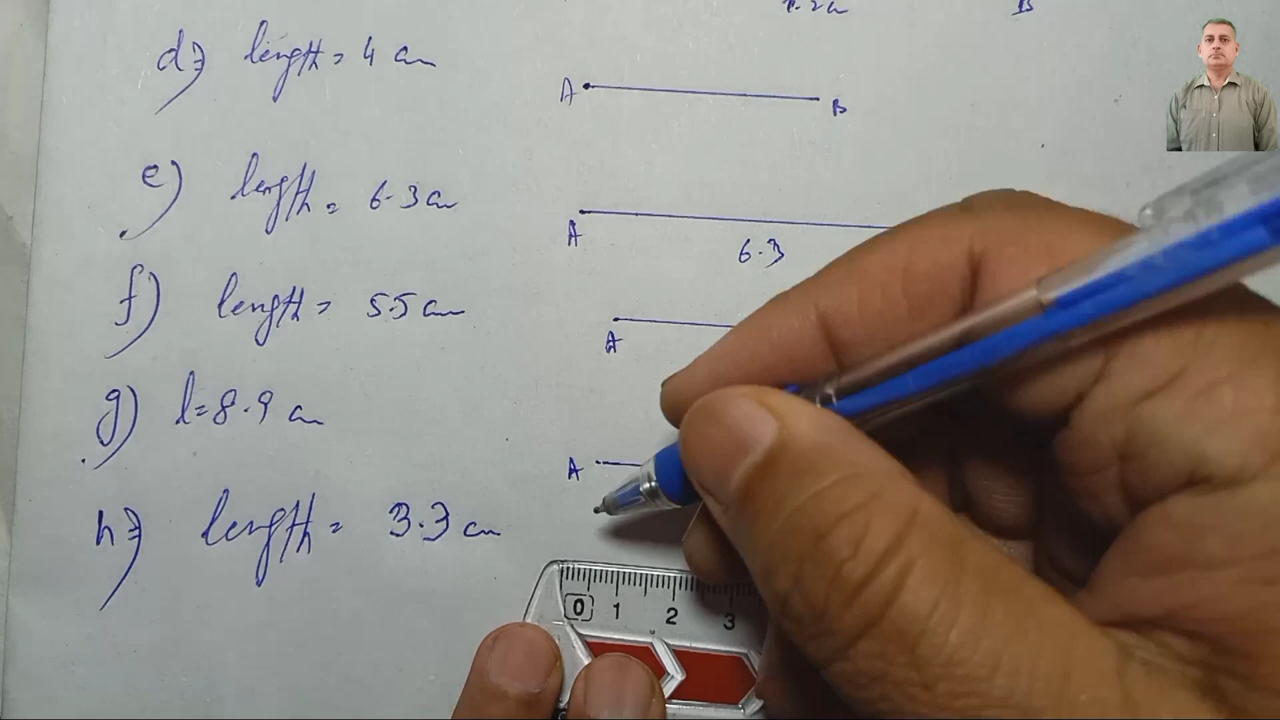 d) length = 4 cm
A B
e) length = 6.3 cm
A
6.3
f) length = 5.5 cm
A
g) l=8.9 cm
A
h) length = 3.3 cm
0 1 2 3